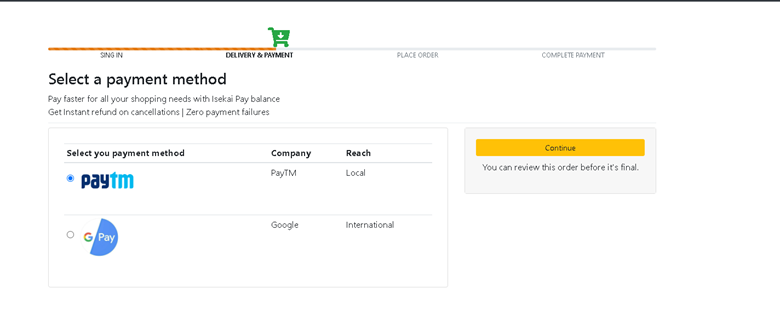 SING IN
DELIVERY & PAYMENT
PLACE ORDER
COMPLETE PAYMENT
Select a payment method
Pay faster for all your shopping needs with Isekai Pay balance
Get Instant refund on cancellations | Zero payment failures
Select you payment method Company Reach
paytm PayTM Local
G Pay Google International
Continue
You can review this order before it's final.